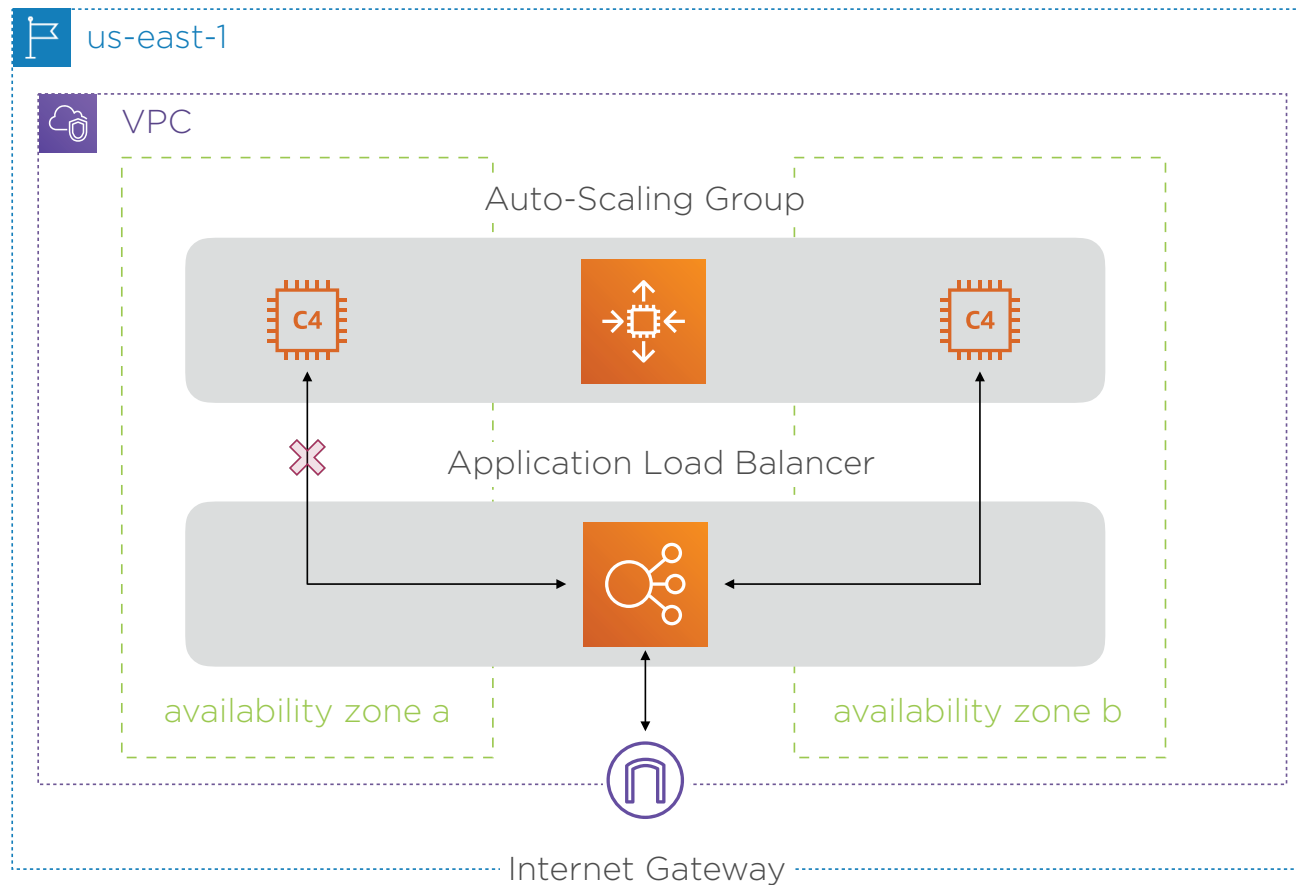 us-east-1
VPC
Auto-Scaling Group
C4
C4
Application Load Balancer
availability zone a
availability zone b
Internet Gateway